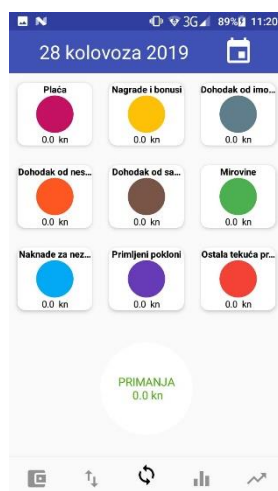 3G 89% 11:20
28 kolovoza 2019
Plaća Nagrade i bonusi Dohodak od imo...
0.0 kn 0.0 kn 0.0 kn
Dohodak od nes... Dohodak od sa... Mirovine
0.0 kn 0.0 kn 0.0 kn
Naknade za nez... Primljeni pokloni Ostala tekuća pr...
0.0 kn 0.0 kn 0.0 kn
PRIMANJA
0.0 kn